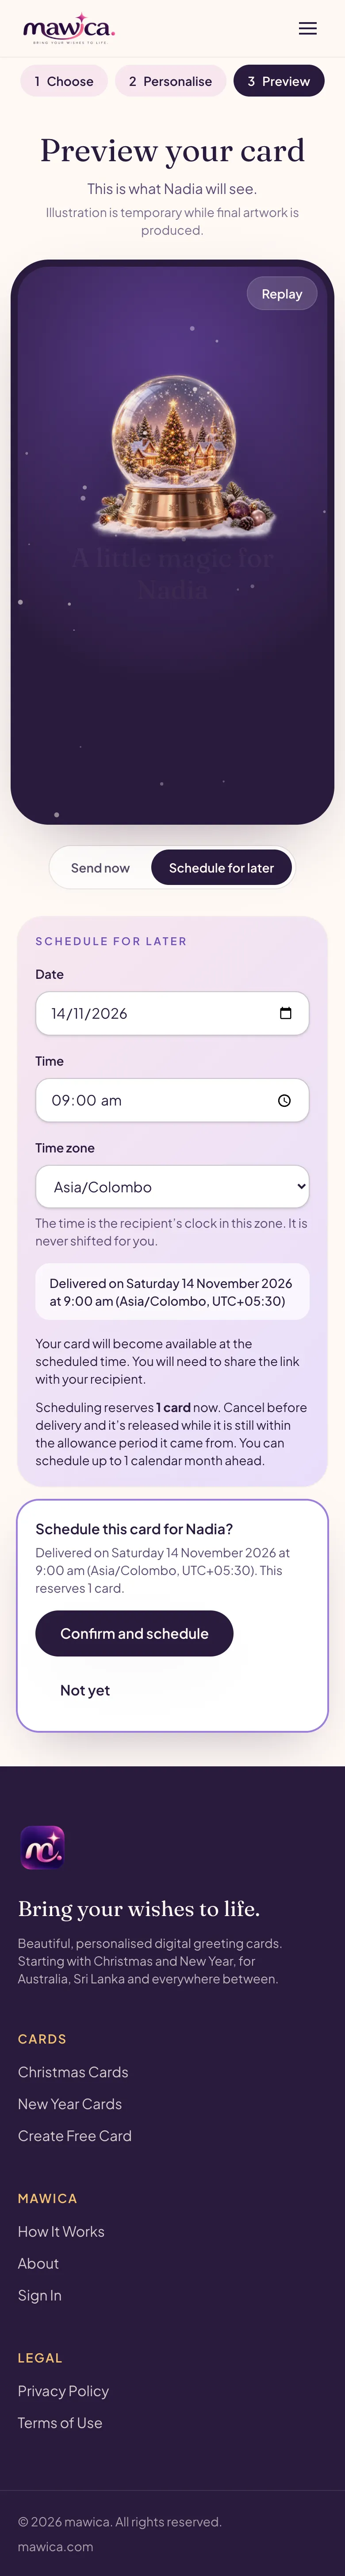 mawica.
BRING YOUR WISHES TO LIFE.
1 Choose
2 Personalise
3 Preview
Preview your card
This is what Nadia will see.
Illustration is temporary while final artwork is
produced.
Replay
A little magic for
Nadia
Send now
Schedule for later
SCHEDULE FOR LATER
Date
14/11/2026
Time
09:00 am
Time zone
Asia/Colombo
The time is the recipient's clock in this zone. It is
never shifted for you.
Delivered on Saturday 14 November 2026
at 9:00 am (Asia/Colombo, UTC+05:30)
Your card will become available at the
scheduled time. You will need to share the link
with your recipient.
Scheduling reserves 1 card now. Cancel before
delivery and it's released while it is still within
the allowance period it came from. You can
schedule up to 1 calendar month ahead.
Schedule this card for Nadia?
Delivered on Saturday 14 November 2026 at
9:00 am (Asia/Colombo, UTC+05:30). This
reserves 1 card.
Confirm and schedule
Not yet
m.
Bring your wishes to life.
Beautiful, personalised digital greeting cards.
Starting with Christmas and New Year, for
Australia, Sri Lanka and everywhere between.
CARDS
Christmas Cards
New Year Cards
Create Free Card
MAWICA
How It Works
About
Sign In
LEGAL
Privacy Policy
Terms of Use
© 2026 mawica. All rights reserved.
mawica.com